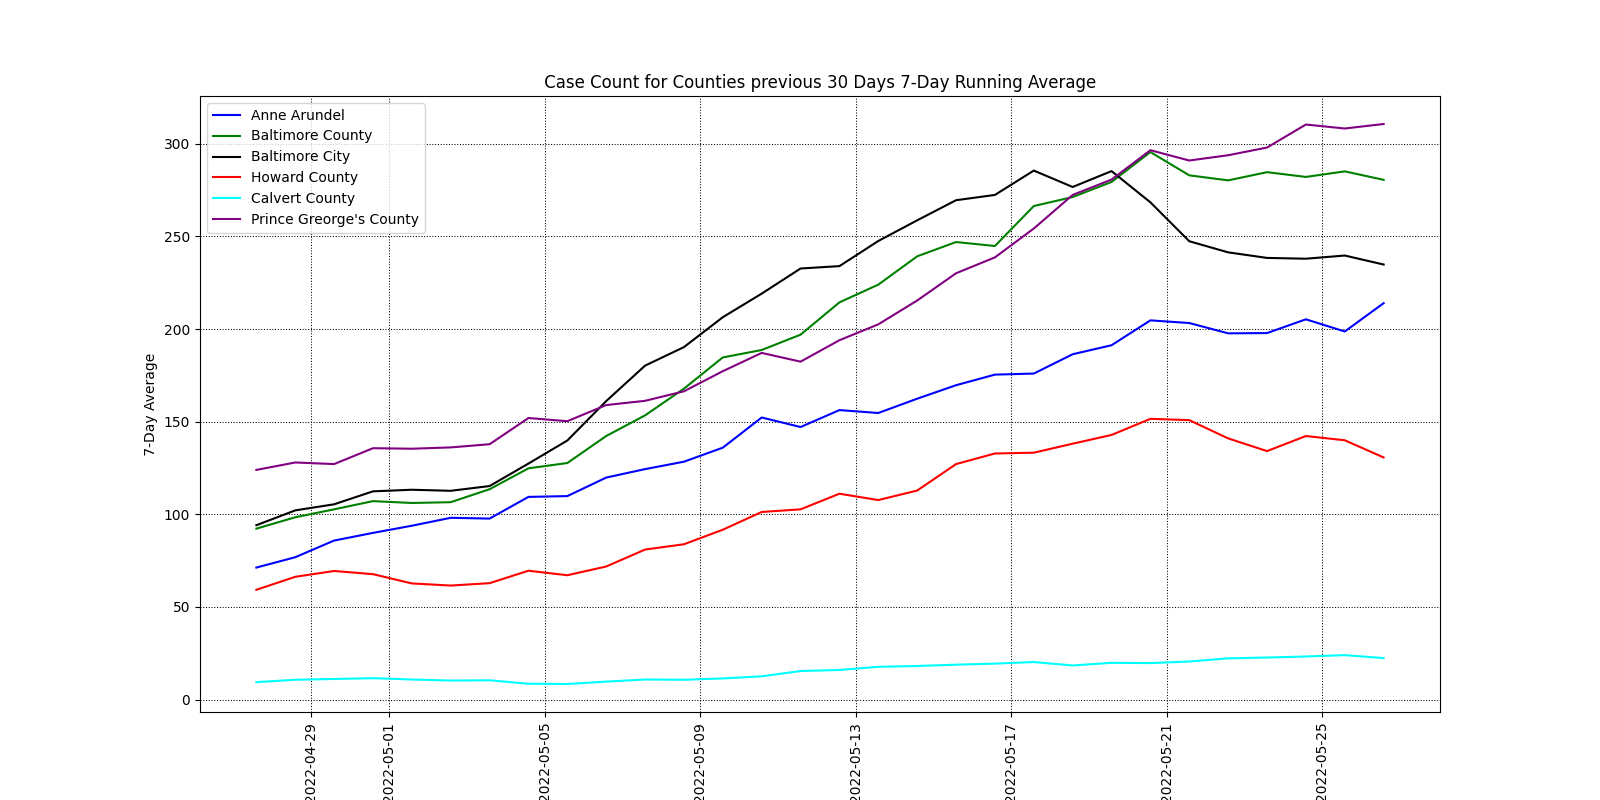 Case Count for Counties previous 30 Days 7-Day Running Average
Anne Arundel
Baltimore County
Baltimore City
Howard County
Calvert County
Prince Greorge's County
7-Day Average
300
250
200
150
100
50
0
2022-04-29
2022-05-01
2022-05-05
2022-05-09
2022-05-13
2022-05-17
2022-05-21
2022-05-25